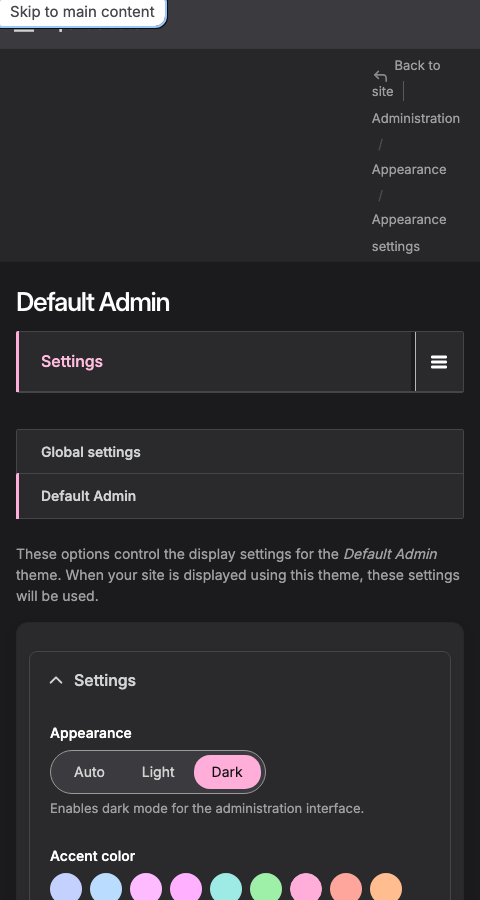 Skip to main content
Back to
site
Administration
/
Appearance
/
Appearance
settings
Default Admin
Settings
Global settings
Default Admin
These options control the display settings for the Default Admin
theme. When your site is displayed using this theme, these settings
will be used.
Settings
Appearance
Auto Light Dark
Enables dark mode for the administration interface.
Accent color